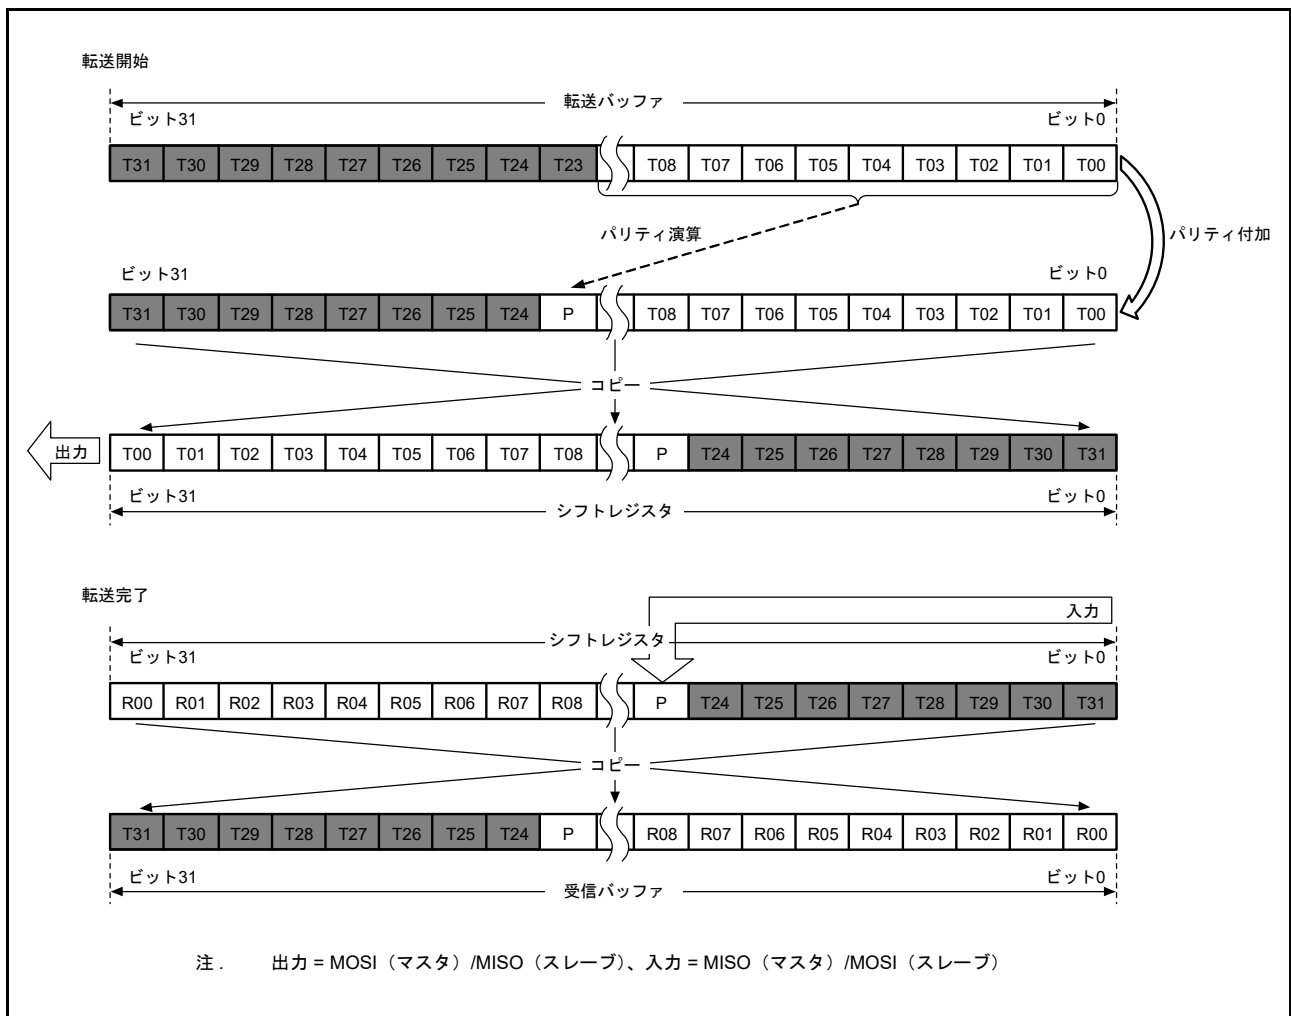 転送開始
転送バッファ
ビット31 ビット0
T31 T30 T29 T28 T27 T26 T25 T24 T23 T08 T07 T06 T05 T04 T03 T02 T01 T00
パリティ演算 パリティ付加
ビット31 ビット0
T31 T30 T29 T28 T27 T26 T25 T24 P T08 T07 T06 T05 T04 T03 T02 T01 T00
コピー
出力 T00 T01 T02 T03 T04 T05 T06 T07 T08 P T24 T25 T26 T27 T28 T29 T30 T31
ビット31 ビット0
シフトレジスタ
転送完了
入力
シフトレジスタ
ビット31 ビット0
R00 R01 R02 R03 R04 R05 R06 R07 R08 P T24 T25 T26 T27 T28 T29 T30 T31
コピー
T31 T30 T29 T28 T27 T26 T25 T24 P R08 R07 R06 R05 R04 R03 R02 R01 R00
ビット31 ビット0
受信バッファ
注. 出力 = MOSI（マスタ）/MISO（スレーブ）、入力 = MISO（マスタ）/MOSI（スレーブ）